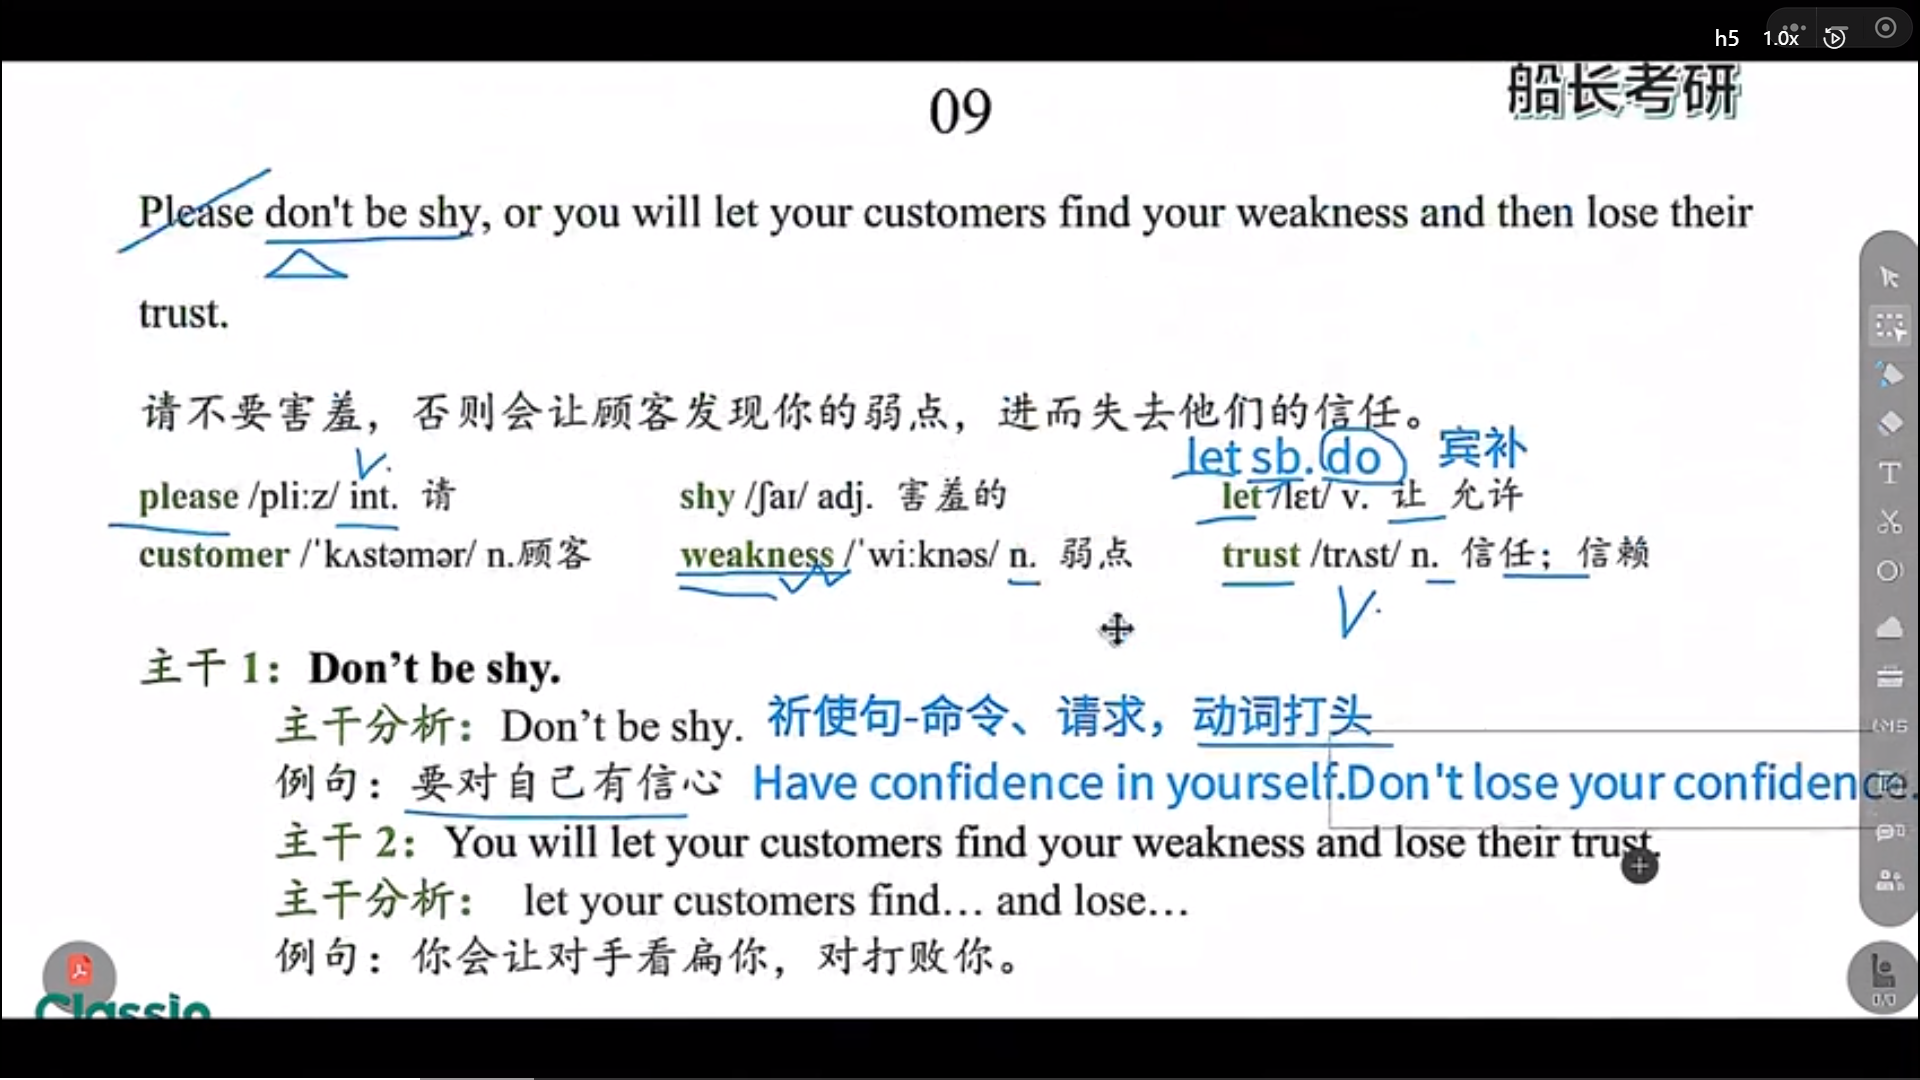 h5 1.0x
船长考研
09
Please don't be shy, or you will let your customers find your weakness and then lose their
trust.
请不要害羞，否则会让顾客发现你的弱点，进而失去他们的信任。
let sb. do 宾补
v.
please /pli:z/ int. 请 shy /ʃaɪ/ adj. 害羞的 let /lɛt/ v. 让 允许
customer /ˈkʌstəmər/ n.顾客 weakness /ˈwi:knəs/ n. 弱点 trust /trʌst/ n. 信任；信赖
V.
主干 1：Don’t be shy.
主干分析：Don’t be shy. 祈使句-命令、请求，动词打头
例句：要对自己有信心 Have confidence in yourself.Don't lose your confidence.
主干 2：You will let your customers find your weakness and lose their trust.
主干分析： let your customers find… and lose…
例句：你会让对手看扁你，对打败你。
Classin
0/0